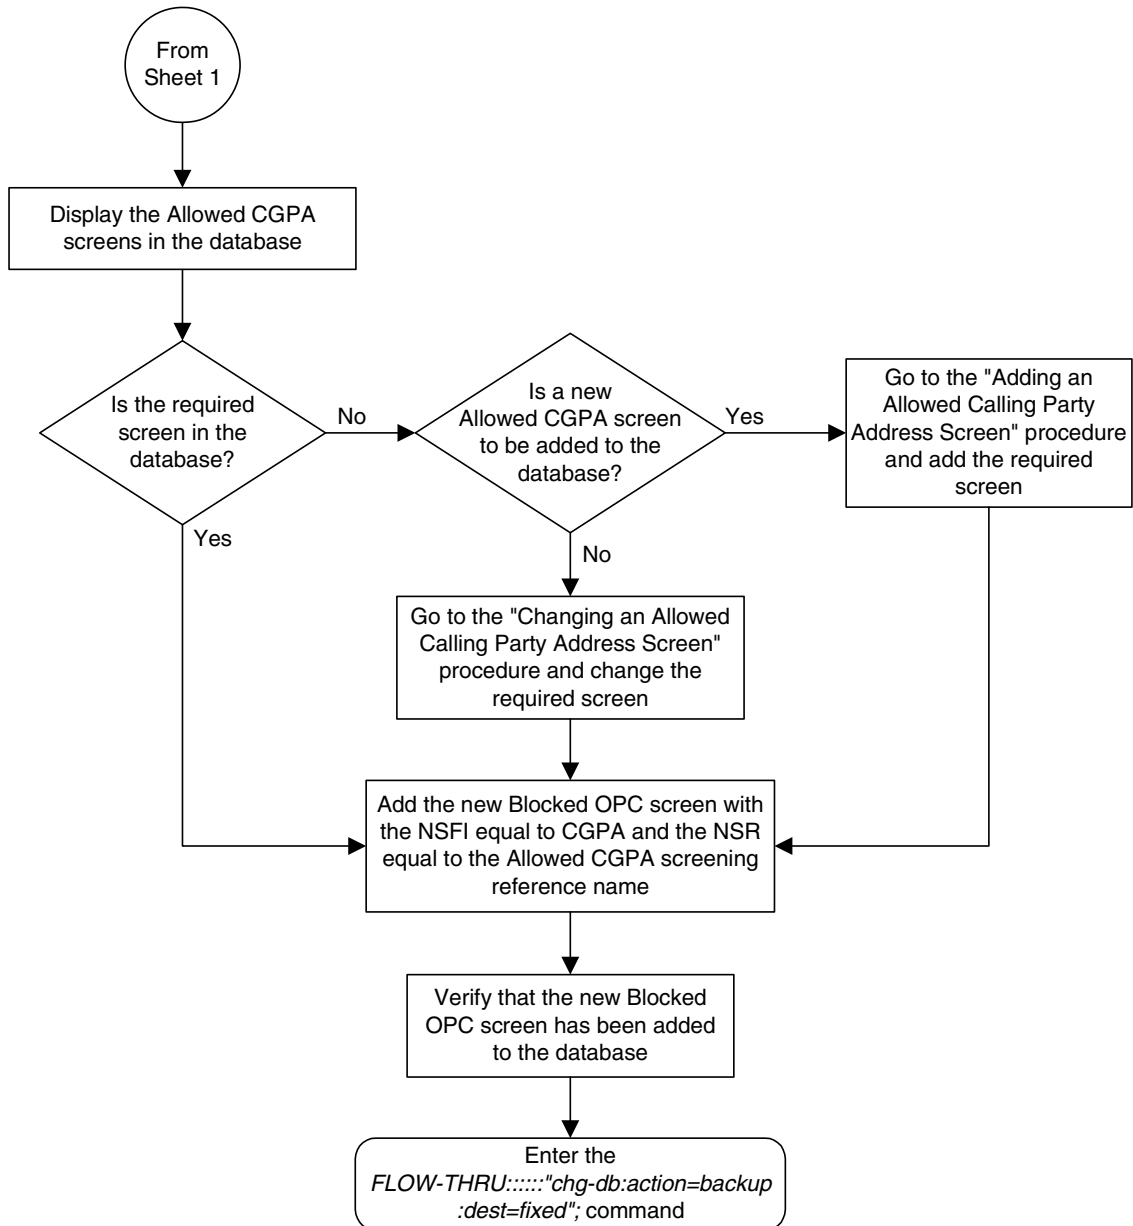 From
Sheet 1
Display the Allowed CGPA
screens in the database
Is the required
screen in the
database?
No
Yes
Is a new
Allowed CGPA screen
to be added to the
database?
Yes
No
Go to the "Adding an
Allowed Calling Party
Address Screen" procedure
and add the required
screen
Go to the "Changing an Allowed
Calling Party Address Screen"
procedure and change the
required screen
Add the new Blocked OPC screen with
the NSFI equal to CGPA and the NSR
equal to the Allowed CGPA screening
reference name
Verify that the new Blocked
OPC screen has been added
to the database
Enter the
FLOW-THRU::::::"chg-db:action=backup
:dest=fixed"; command